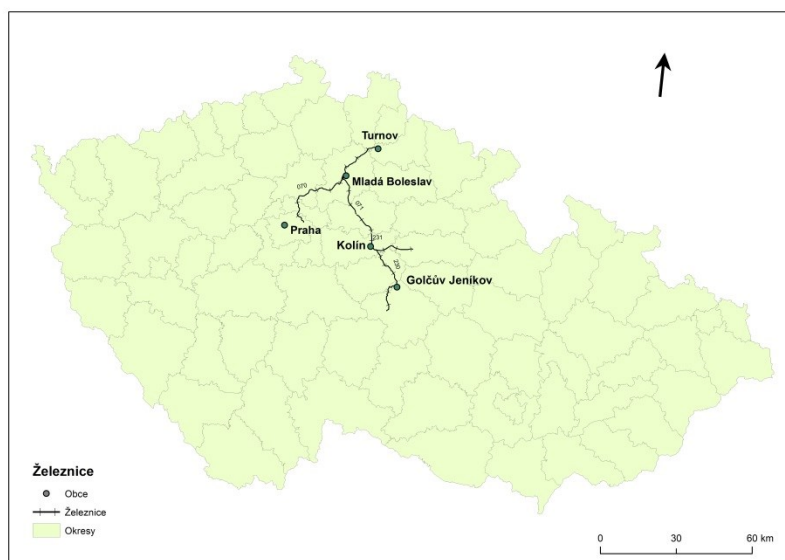 Turnov
Mladá Boleslav
070
071
Praha
Kolín
231
230
Golčův Jeníkov
Železnice
Obce
Železnice
Okresy
0 30 60 km